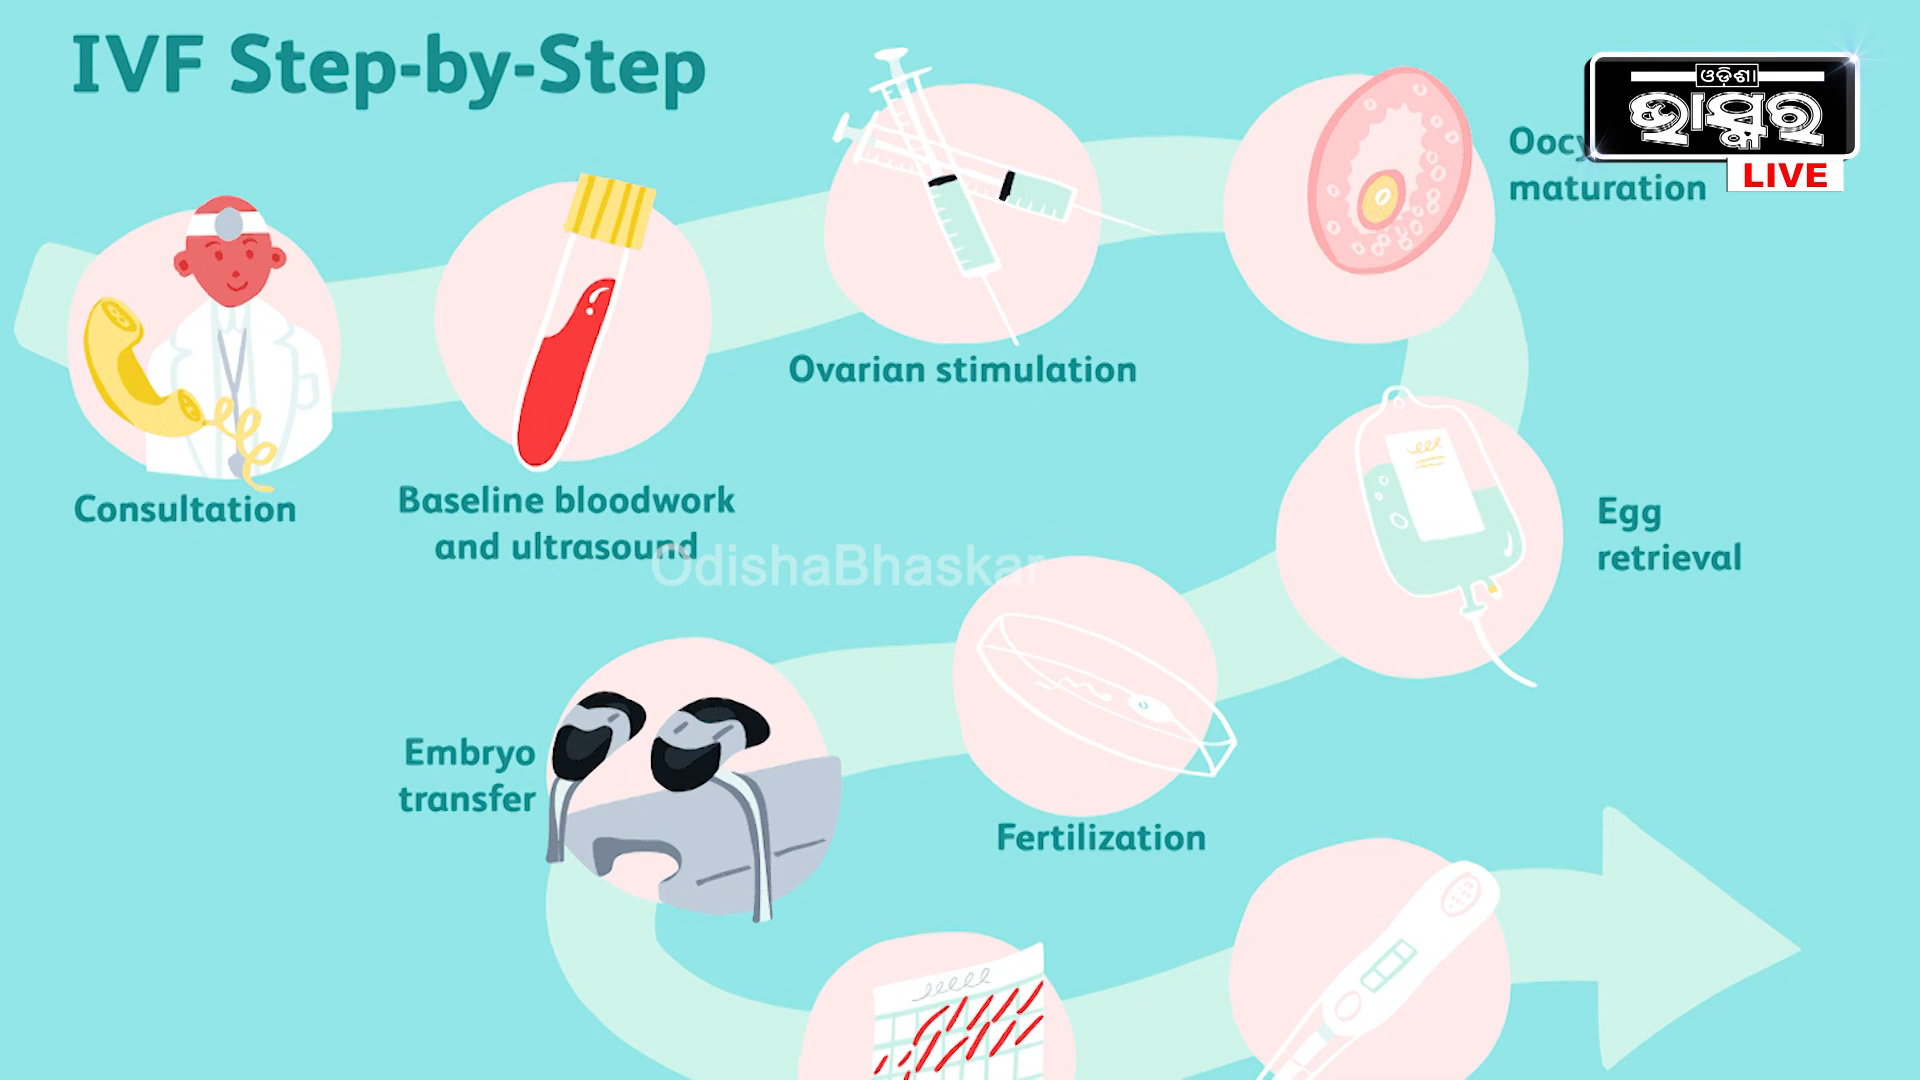 IVF Step-by-Step
ଓଡ଼ିଶା
ଭାସ୍କର
LIVE
maturation
Ovarian stimulation
Consultation
Baseline bloodwork
and ultrasound
Egg
retrieval
OdishaBhaskar
Embryo
transfer
Fertilization